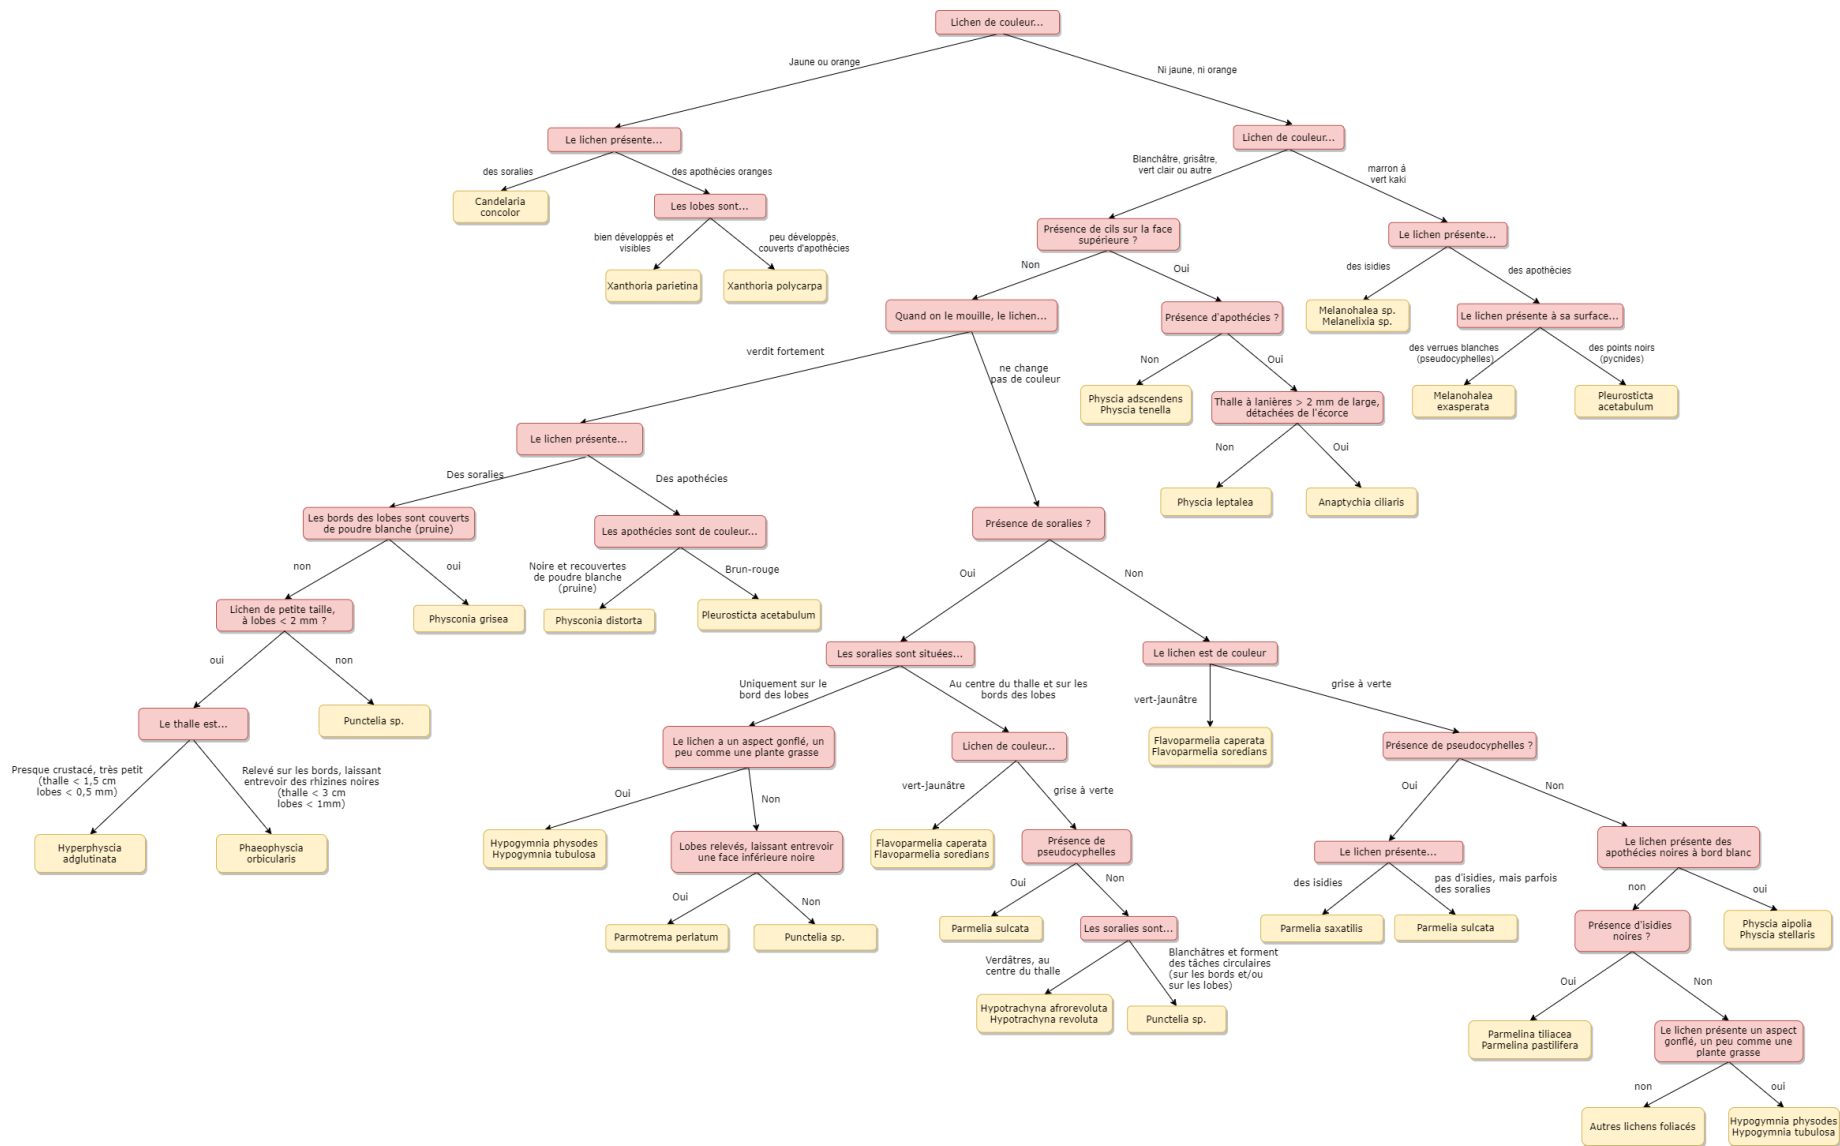 Lichen de couleur...
Jaune ou orange
Ni jaune, ni orange
Le lichen présente...
Lichen de couleur...
des soralies
des apothécies oranges
Blanchâtre, grisâtre,
vert clair ou autre
marron à
vert kaki
Candelaria
concolor
Les lobes sont...
Présence de cils sur la face
supérieure ?
Le lichen présente...
bien développés et
visibles
peu développés,
couverts d'apothécies
Non
Oui
des isidies
des apothécies
Xanthoria parietina
Xanthoria polycarpa
Quand on le mouille, le lichen...
Présence d'apothécies ?
Melanohalea sp.
Melanelixia sp.
Le lichen présente à sa surface...
verdit fortement
ne change
pas de couleur
Non
Oui
des verrues blanches
(pseudocyphelles)
des points noirs
(pycnides)
Physcia adscendens
Physcia tenella
Thalle à lanières > 2 mm de large,
détachées de l'écorce
Melanohalea
exasperata
Pleurosticta
acetabulum
Le lichen présente...
Non
Oui
Des soralies
Des apothécies
Physcia leptalea
Anaptychia ciliaris
Les bords des lobes sont couverts
de poudre blanche (pruine)
Les apothécies sont de couleur...
Présence de soralies ?
non
oui
Noire et recouvertes
de poudre blanche
(pruine)
Brun-rouge
Oui
Non
Lichen de petite taille,
à lobes < 2 mm ?
Physconia grisea
Physconia distorta
Pleurosticta acetabulum
oui
non
Les soralies sont situées...
Le lichen est de couleur
Uniquement sur le
bord des lobes
Au centre du thalle et sur les
bords des lobes
vert-jaunâtre
grise à verte
Le thalle est...
Punctelia sp.
Le lichen a un aspect gonflé, un
peu comme une plante grasse
Lichen de couleur...
Flavoparmelia caperata
Flavoparmelia soredians
Présence de pseudocyphelles ?
Presque crustacé, très petit
(thalle < 1,5 cm
lobes < 0,5 mm)
Relevé sur les bords, laissant
entrevoir des rhizines noires
(thalle < 3 cm
lobes < 1mm)
Oui
Non
vert-jaunâtre
grise à verte
Oui
Non
Hyperphyscia
adglutinata
Phaeophyscia
orbicularis
Hypogymnia physodes
Hypogymnia tubulosa
Lobes relevés, laissant entrevoir
une face inférieure noire
Flavoparmelia caperata
Flavoparmelia soredians
Présence de
pseudocyphelles
Le lichen présente...
Le lichen présente des
apothécies noires à bord blanc
Oui
Non
Oui
Non
des isidies
pas d'isidies, mais parfois
des soralies
non
oui
Parmotrema perlatum
Punctelia sp.
Parmelia sulcata
Les soralies sont...
Parmelia saxatilis
Parmelia sulcata
Présence d'isidies
noires ?
Physcia aipolia
Physcia stellaris
Verdâtres, au
centre du thalle
Blanchâtres et forment
des tâches circulaires
(sur les bords et/ou
sur les lobes)
Oui
Non
Hypotrachyna afrorevoluta
Hypotrachyna revoluta
Punctelia sp.
Parmelina tiliacea
Parmelina pastilifera
Le lichen présente un aspect
gonflé, un peu comme une
plante grasse
non
oui
Autres lichens foliacés
Hypogymnia physodes
Hypogymnia tubulosa